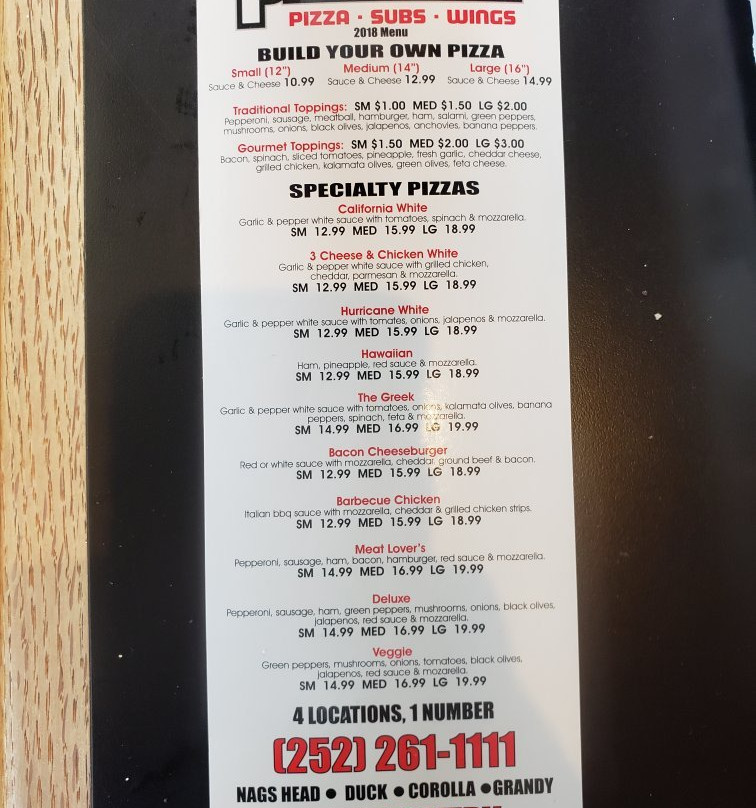 PIZZA · SUBS · WINGS
2018 Menu
BUILD YOUR OWN PIZZA
Small (12") Medium (14") Large (16")
Sauce & Cheese 10.99 Sauce & Cheese 12.99 Sauce & Cheese 14.99
Traditional Toppings: SM $1.00 MED $1.50 LG $2.00
Pepperoni, sausage, meatball, hamburger, ham, salami, green peppers,
mushrooms, onions, black olives, jalapenos, anchovies, banana peppers.
Gourmet Toppings: SM $1.50 MED $2.00 LG $3.00
Bacon, spinach, sliced tomatoes, pineapple, fresh garlic, cheddar cheese,
grilled chicken, kalamata olives, green olives, feta cheese.
SPECIALTY PIZZAS
California White
Garlic & pepper white sauce with tomatoes, spinach & mozzarella.
SM 12.99 MED 15.99 LG 18.99
3 Cheese & Chicken White
Garlic & pepper white sauce with grilled chicken,
cheddar, parmesan & mozzarella.
SM 12.99 MED 15.99 LG 18.99
Hurricane White
Garlic & pepper white sauce with tomates, onions, jalapenos & mozzarella.
SM 12.99 MED 15.99 LG 18.99
Hawaiian
Ham, pineapple, red sauce & mozzarella.
SM 12.99 MED 15.99 LG 18.99
The Greek
Garlic & pepper white sauce with tomatoes, onions, kalamata olives, banana
peppers, spinach, feta & mozzarella.
SM 14.99 MED 16.99 LG 19.99
Bacon Cheeseburger
Red or white sauce with mozzarella, cheddar, ground beef & bacon.
SM 12.99 MED 15.99 LG 18.99
Barbecue Chicken
Italian bbq sauce with mozzarella, cheddar & grilled chicken strips.
SM 12.99 MED 15.99 LG 18.99
Meat Lover's
Pepperoni, sausage, ham, bacon, hamburger, red sauce & mozzarella.
SM 14.99 MED 16.99 LG 19.99
Deluxe
Pepperoni, sausage, ham, green peppers, mushrooms, onions, black olives,
jalapenos, red sauce & mozzarella.
SM 14.99 MED 16.99 LG 19.99
Veggie
Green peppers, mushrooms, onions, tomatoes, black olives,
jalapenos, red sauce & mozarella.
SM 14.99 MED 16.99 LG 19.99
4 LOCATIONS, 1 NUMBER
(252) 261-1111
NAGS HEAD ● DUCK ● COROLLA ● GRANDY